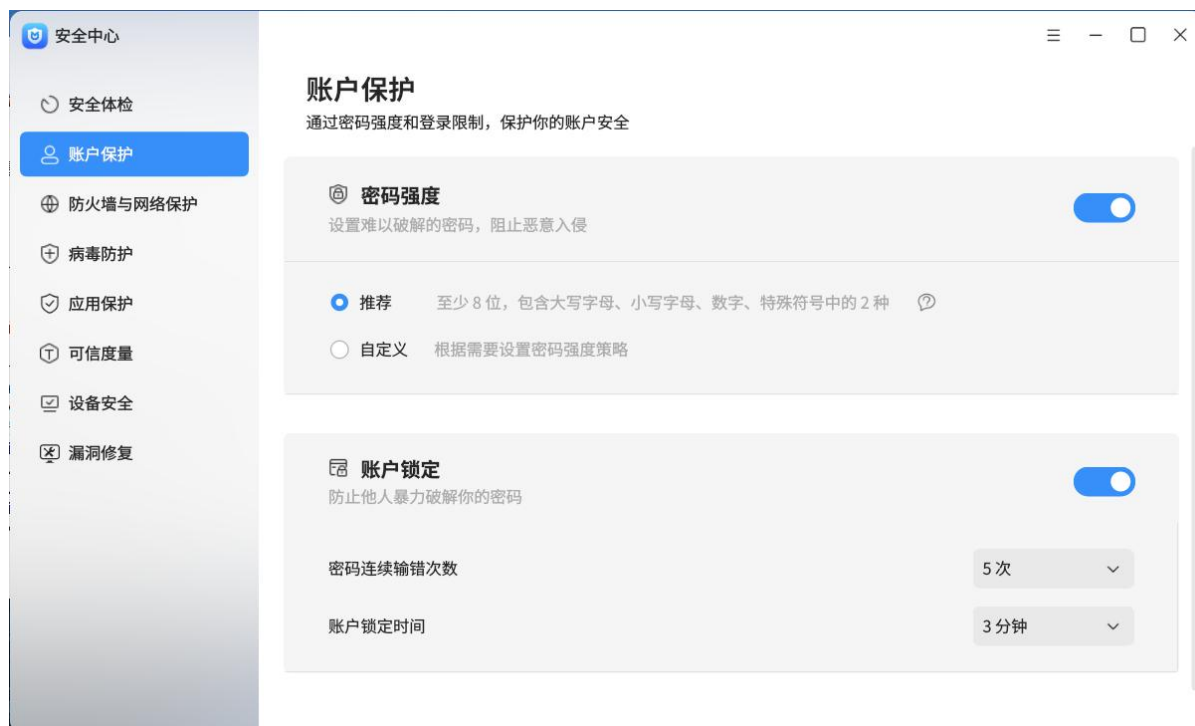 安全中心
安全体检
账户保护
防火墙与网络保护
病毒防护
应用保护
可信度量
设备安全
漏洞修复
账户保护
通过密码强度和登录限制，保护你的账户安全
密码强度
设置难以破解的密码，阻止恶意入侵
推荐 至少 8 位，包含大写字母、小写字母、数字、特殊符号中的 2 种
自定义 根据需要设置密码强度策略
账户锁定
防止他人暴力破解你的密码
密码连续输错次数 5 次
账户锁定时间 3 分钟